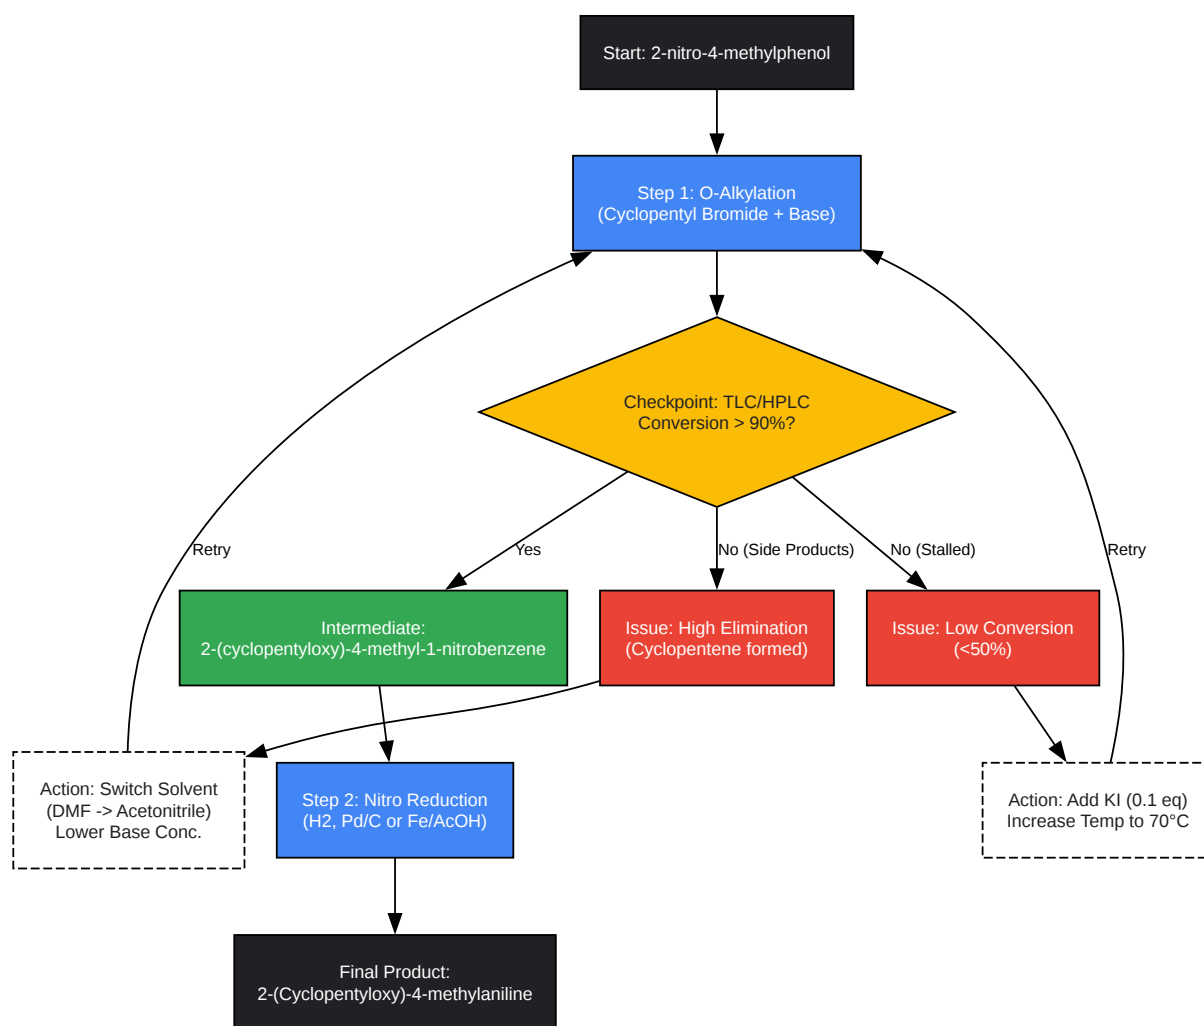 Start: 2-nitro-4-methylphenol
Step 1: O-Alkylation
(Cyclopentyl Bromide + Base)
Checkpoint: TLC/HPLC
Conversion > 90%?
Retry
Yes
No (Side Products)
No (Stalled)
Retry
Intermediate:
2-(cyclopentyloxy)-4-methyl-1-nitrobenzene
Issue: High Elimination
(Cyclopentene formed)
Issue: Low Conversion
(<50%)
Action: Switch Solvent
(DMF -> Acetonitrile)
Lower Base Conc.
Step 2: Nitro Reduction
(H2, Pd/C or Fe/AcOH)
Action: Add KI (0.1 eq)
Increase Temp to 70°C
Final Product:
2-(Cyclopentyloxy)-4-methylaniline